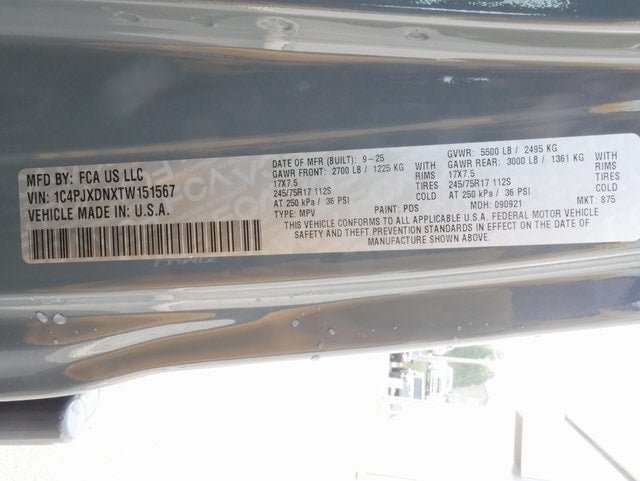 MFD BY: FCA US LLC
VIN: 1C4PJXDNXTW151567
VEHICLE MADE IN: U.S.A.
DATE OF MFR (BUILT): 9-25
GAWR FRONT: 2700 LB / 1225 KG WITH
17X7.5 RIMS
245/75R17 112S TIRES
AT 250 kPa / 36 PSI COLD
GVWR: 5500 LB / 2495 KG
GAWR REAR: 3000 LB / 1361 KG WITH
17X7.5 RIMS
245/75R17 112S TIRES
AT 250 kPa / 36 PSI COLD
TYPE: MPV PAINT: PDS MDH: 090921 MKT: 875
THIS VEHICLE CONFORMS TO ALL APPLICABLE U.S.A. FEDERAL MOTOR VEHICLE
SAFETY AND THEFT PREVENTION STANDARDS IN EFFECT ON THE DATE OF
MANUFACTURE SHOWN ABOVE.